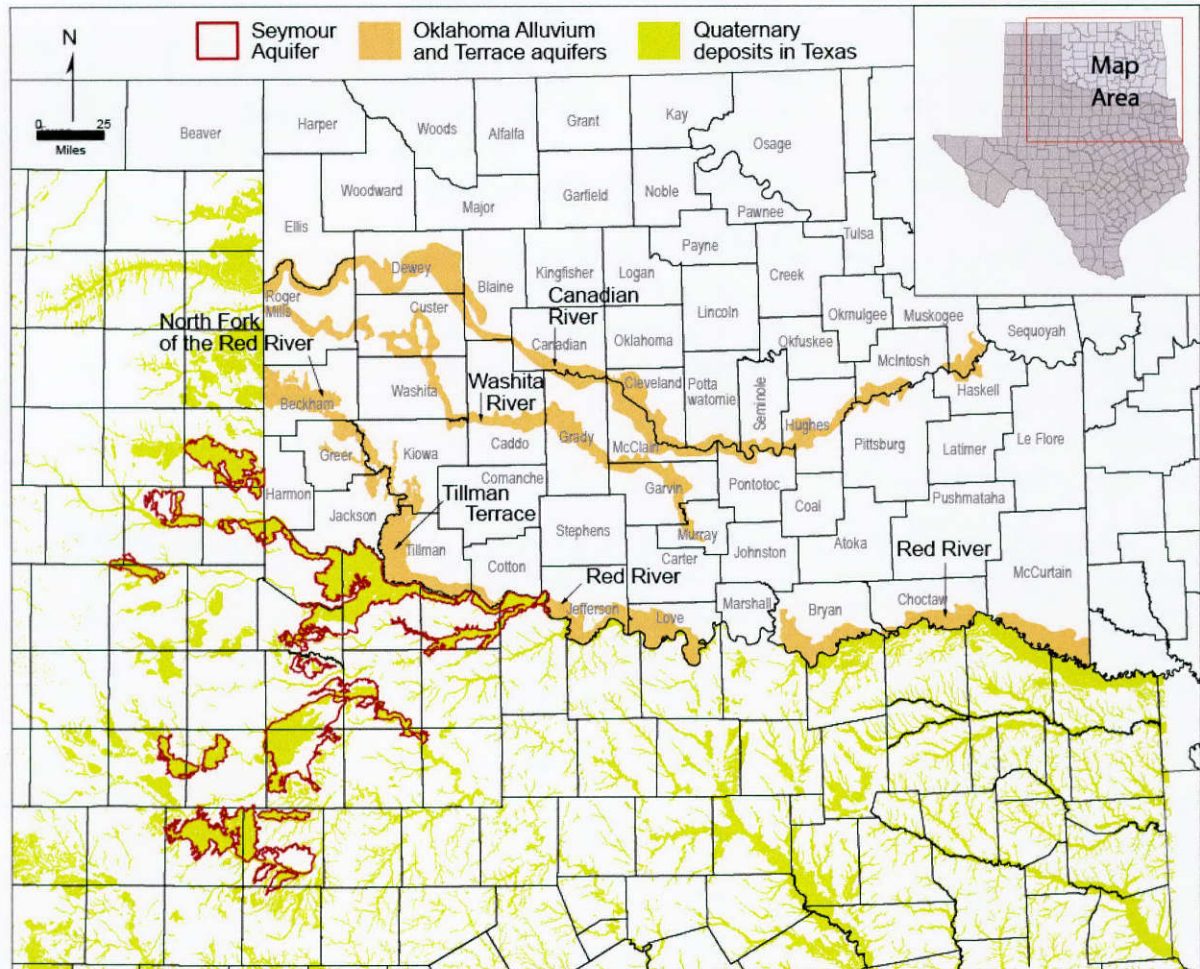 N
0 25
Miles
Seymour
Aquifer
Oklahoma Alluvium
and Terrace aquifers
Quaternary
deposits in Texas
Map
Area
Beaver
Harper
Woods
Alfalfa
Grant
Kay
Osage
Woodward
Major
Garfield
Noble
Pawnee
Ellis
Payne
Tulsa
Dewey
Blaine
Kingfisher
Logan
Creek
Roger
Mills
Custer
Canadian
River
Lincoln
Okmulgee
Muskogee
Sequoyah
North Fork
of the Red River
Canadian
Oklahoma
Okfuskee
McIntosh
Washita
Washita
River
Cleveland
Potta
watomie
Seminole
Haskell
Beckham
Hughes
Caddo
Grady
McClain
Pittsburg
Latimer
Le Flore
Greer
Kiowa
Comanche
Garvin
Pontotoc
Harmon
Jackson
Tillman
Terrace
Coal
Pushmataha
Stephens
Murray
Tillman
Cotton
Carter
Johnston
Atoka
Red River
McCurtain
Red River
Jefferson
Love
Marshall
Bryan
Choctaw